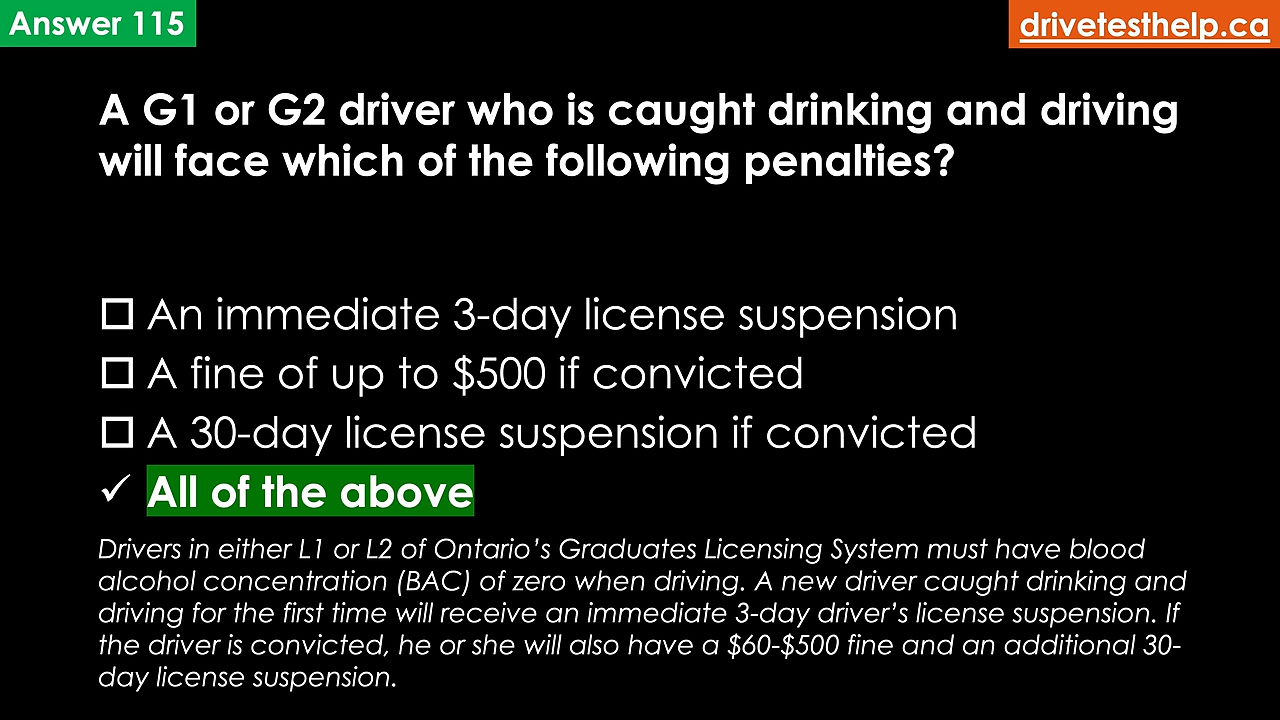 Answer 115
drivetesthelp.ca
A G1 or G2 driver who is caught drinking and driving
will face which of the following penalties?
An immediate 3-day license suspension
A fine of up to $500 if convicted
A 30-day license suspension if convicted
All of the above
Drivers in either L1 or L2 of Ontario’s Graduates Licensing System must have blood
alcohol concentration (BAC) of zero when driving. A new driver caught drinking and
driving for the first time will receive an immediate 3-day driver’s license suspension. If
the driver is convicted, he or she will also have a $60-$500 fine and an additional 30-
day license suspension.